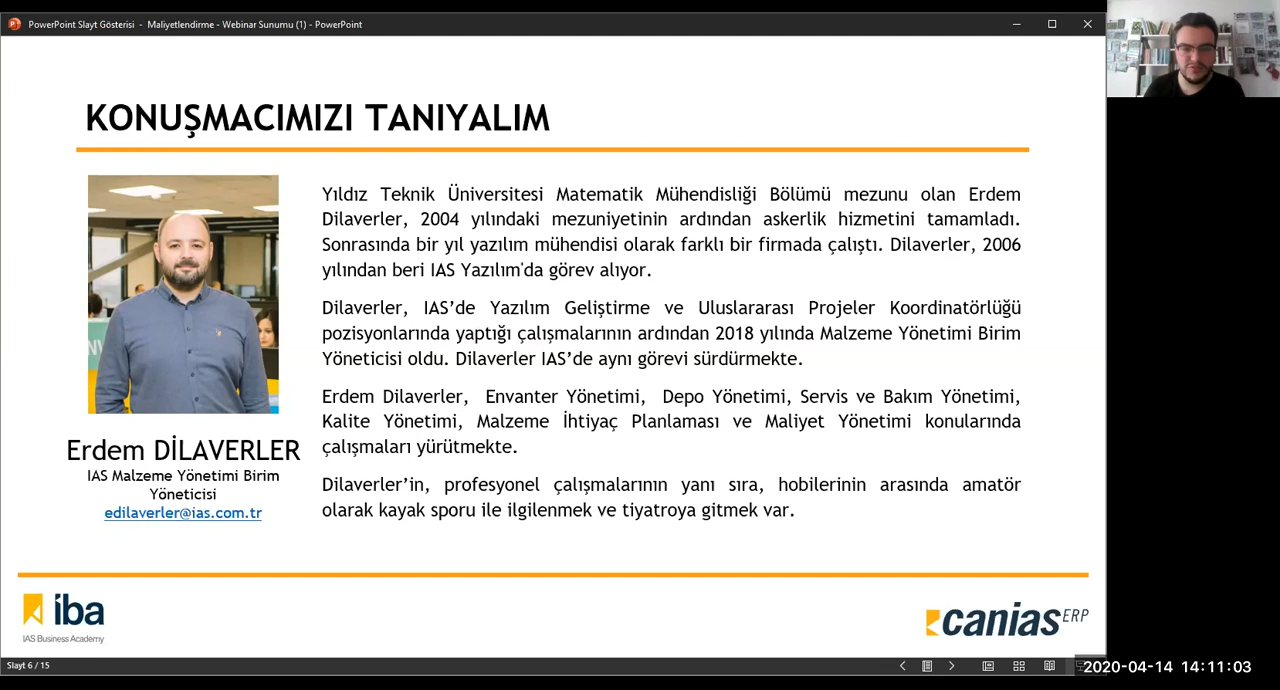 PowerPoint Slayt Gösterisi - Maliyetlendirme - Webinar Sunumu (1) - PowerPoint
KONUŞMACIMIZI TANIYALIM
Yıldız Teknik Üniversitesi Matematik Mühendisliği Bölümü mezunu olan Erdem
Dilaverler, 2004 yılındaki mezuniyetinin ardından askerlik hizmetini tamamladı.
Sonrasında bir yıl yazılım mühendisi olarak farklı bir firmada çalıştı. Dilaverler, 2006
yılından beri IAS Yazılım'da görev alıyor.
Dilaverler, IAS’de Yazılım Geliştirme ve Uluslararası Projeler Koordinatörlüğü
pozisyonlarında yaptığı çalışmalarının ardından 2018 yılında Malzeme Yönetimi Birim
Yöneticisi oldu. Dilaverler IAS’de aynı görevi sürdürmekte.
Erdem Dilaverler, Envanter Yönetimi, Depo Yönetimi, Servis ve Bakım Yönetimi,
Kalite Yönetimi, Malzeme İhtiyaç Planlaması ve Maliyet Yönetimi konularında
çalışmaları yürütmekte.
Dilaverler’in, profesyonel çalışmalarının yanı sıra, hobilerinin arasında amatör
olarak kayak sporu ile ilgilenmek ve tiyatroya gitmek var.
Erdem DİLAVERLER
IAS Malzeme Yönetimi Birim
Yöneticisi
edilaverler@ias.com.tr
iba
IAS Business Academy
canias ERP
Slayt 6 / 15
2020-04-14 14:11:03